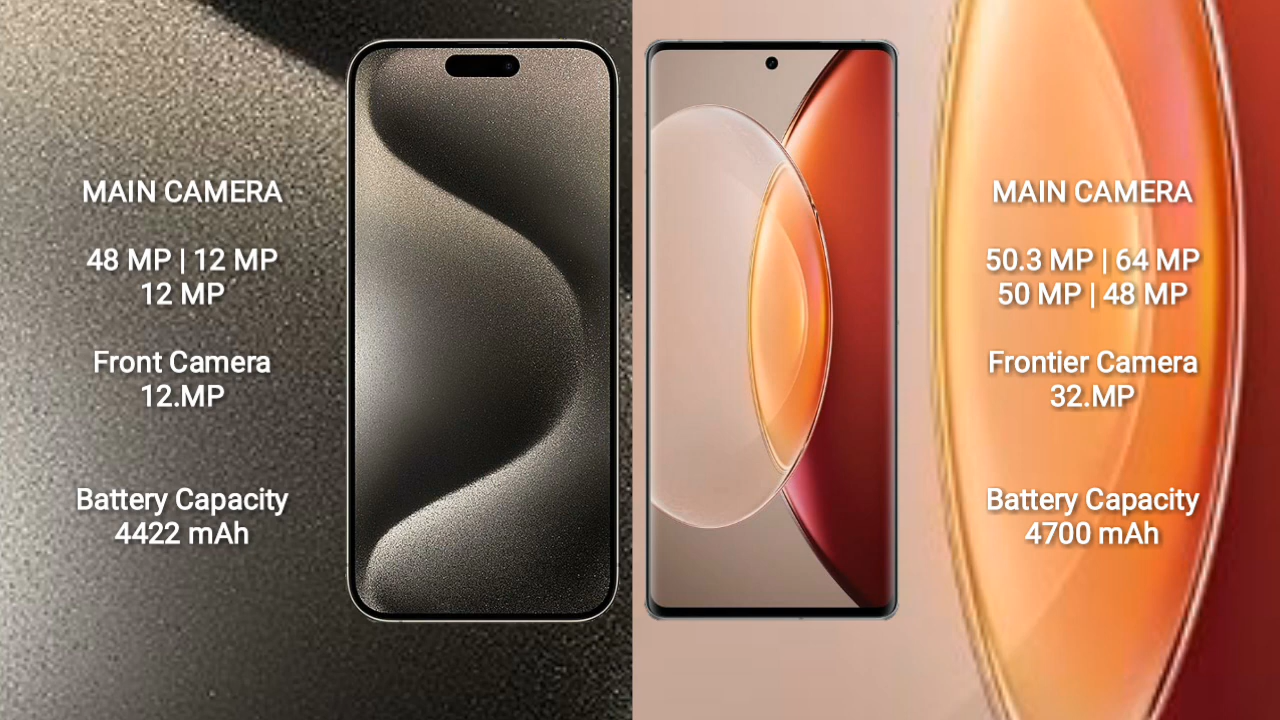 MAIN CAMERA
48 MP | 12 MP
12 MP
Front Camera
12.MP
Battery Capacity
4422 mAh
MAIN CAMERA
50.3 MP | 64 MP
50 MP | 48 MP
Frontier Camera
32.MP
Battery Capacity
4700 mAh